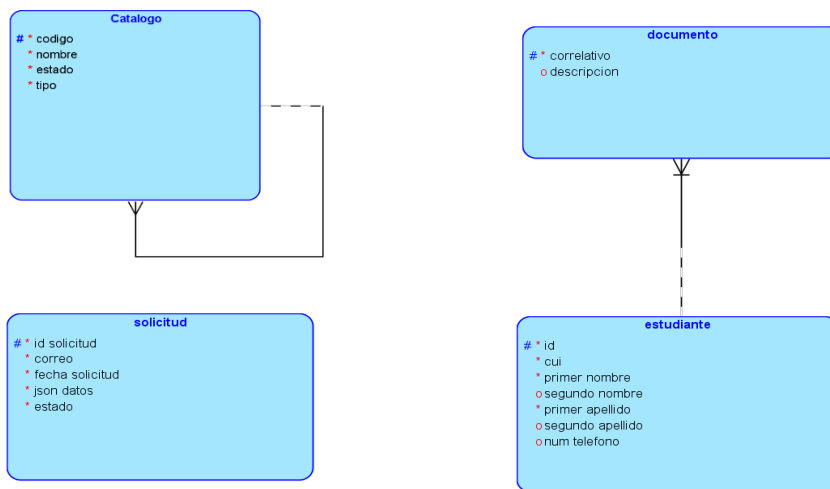 Catalogo
# * codigo
* nombre
* estado
* tipo
documento
# * correlativo
o descripcion
solicitud
# * id solicitud
* correo
* fecha solicitud
* json datos
* estado
estudiante
# * id
* cui
* primer nombre
o segundo nombre
* primer apellido
o segundo apellido
o num telefono